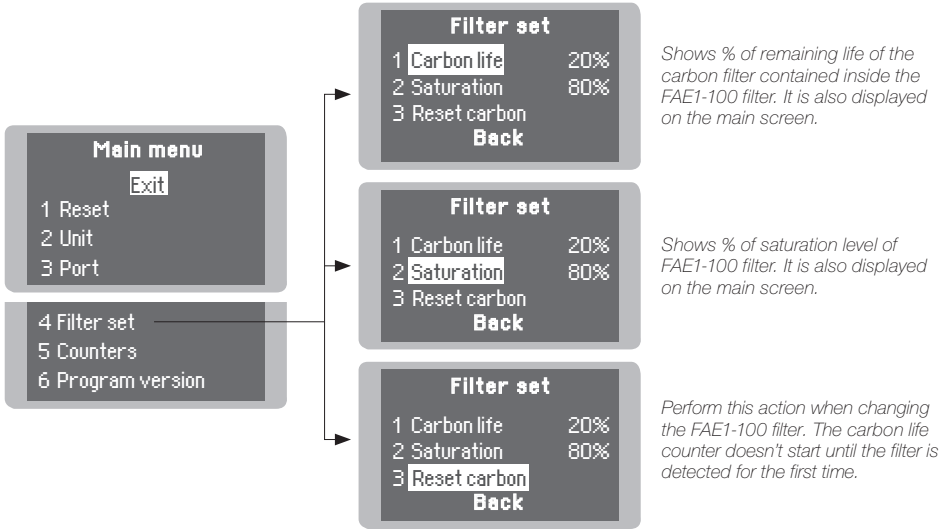 Main menu
Exit
1 Reset
2 Unit
3 Port
4 Filter set
5 Counters
6 Program version
Filter set
1 Carbon life 20%
2 Saturation 80%
3 Reset carbon
Back
Shows % of remaining life of the
carbon filter contained inside the
FAE1-100 filter. It is also displayed
on the main screen.
Filter set
1 Carbon life 20%
2 Saturation 80%
3 Reset carbon
Back
Shows % of saturation level of
FAE1-100 filter. It is also displayed
on the main screen.
Filter set
1 Carbon life 20%
2 Saturation 80%
3 Reset carbon
Back
Perform this action when changing
the FAE1-100 filter. The carbon life
counter doesn't start until the filter is
detected for the first time.